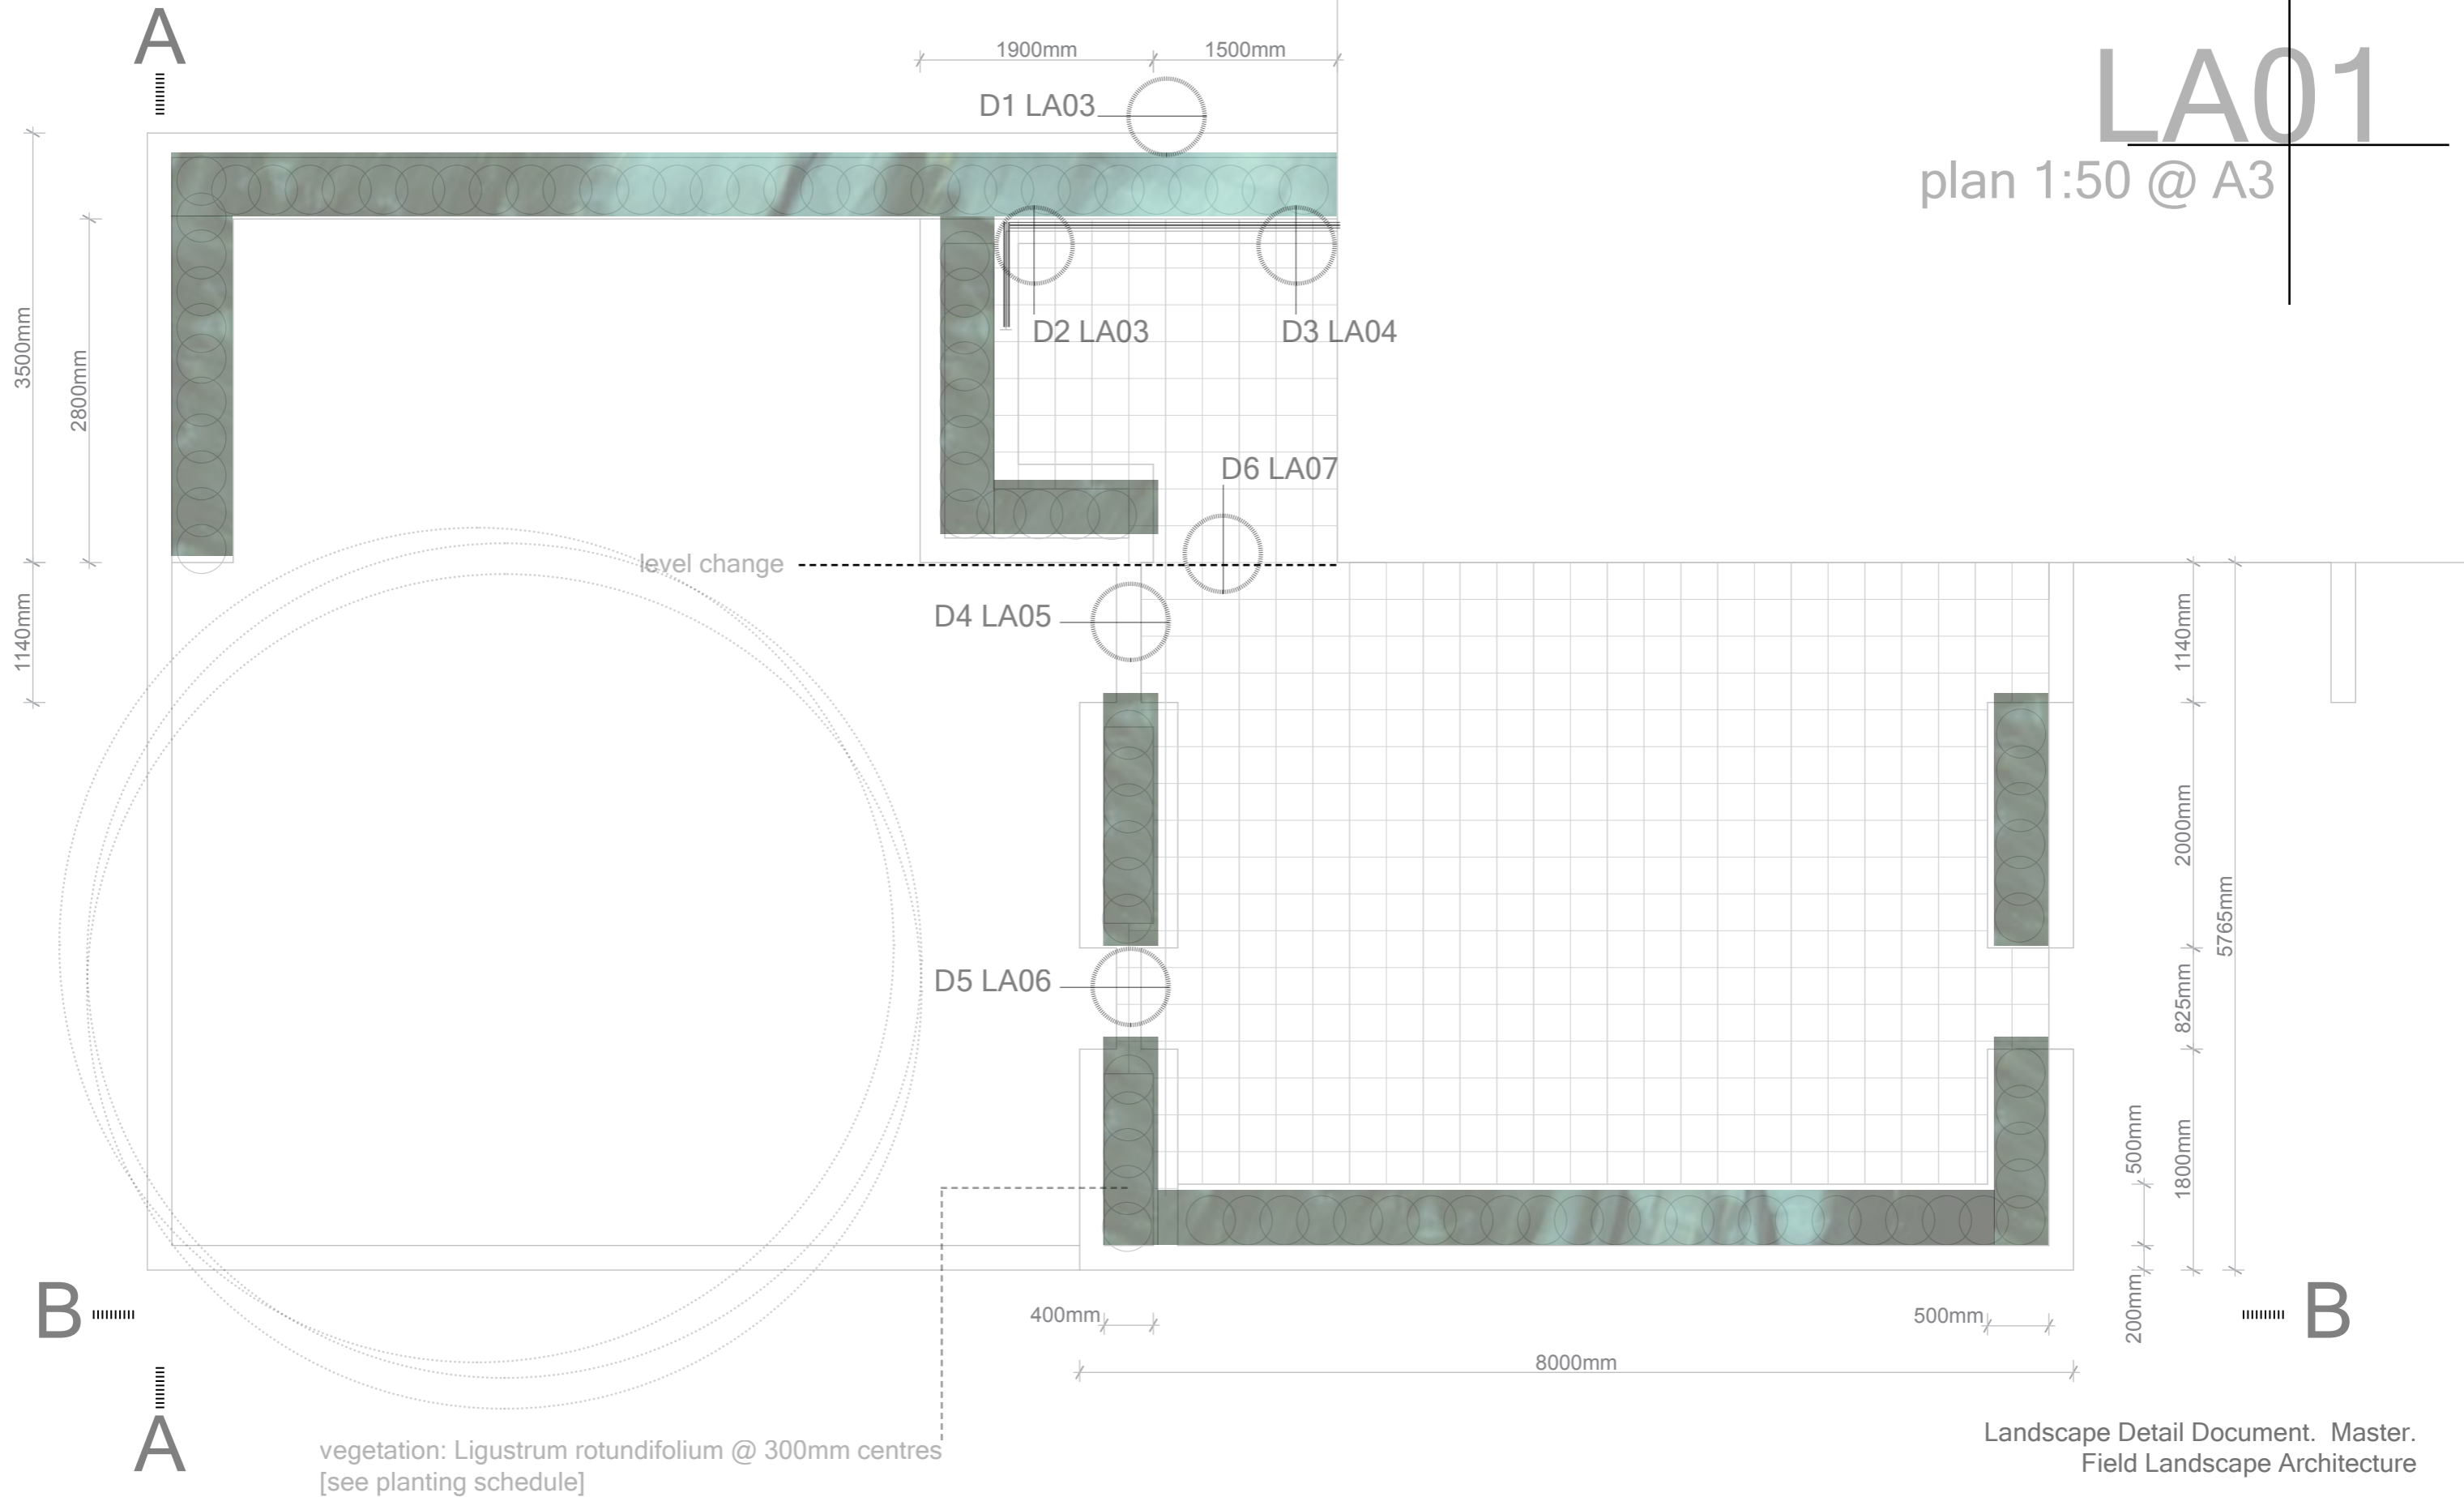 A
1900mm
1500mm
LA01
plan 1:50 @ A3
D1 LA03
D2 LA03
D3 LA04
3500mm
2800mm
D6 LA07
level change
D4 LA05
1140mm
1140mm
2000mm
5765mm
D5 LA06
825mm
500mm
1800mm
200mm
B
400mm
500mm
B
8000mm
A
vegetation: Ligustrum rotundifolium @ 300mm centres
[see planting schedule]
Landscape Detail Document. Master.
Field Landscape Architecture